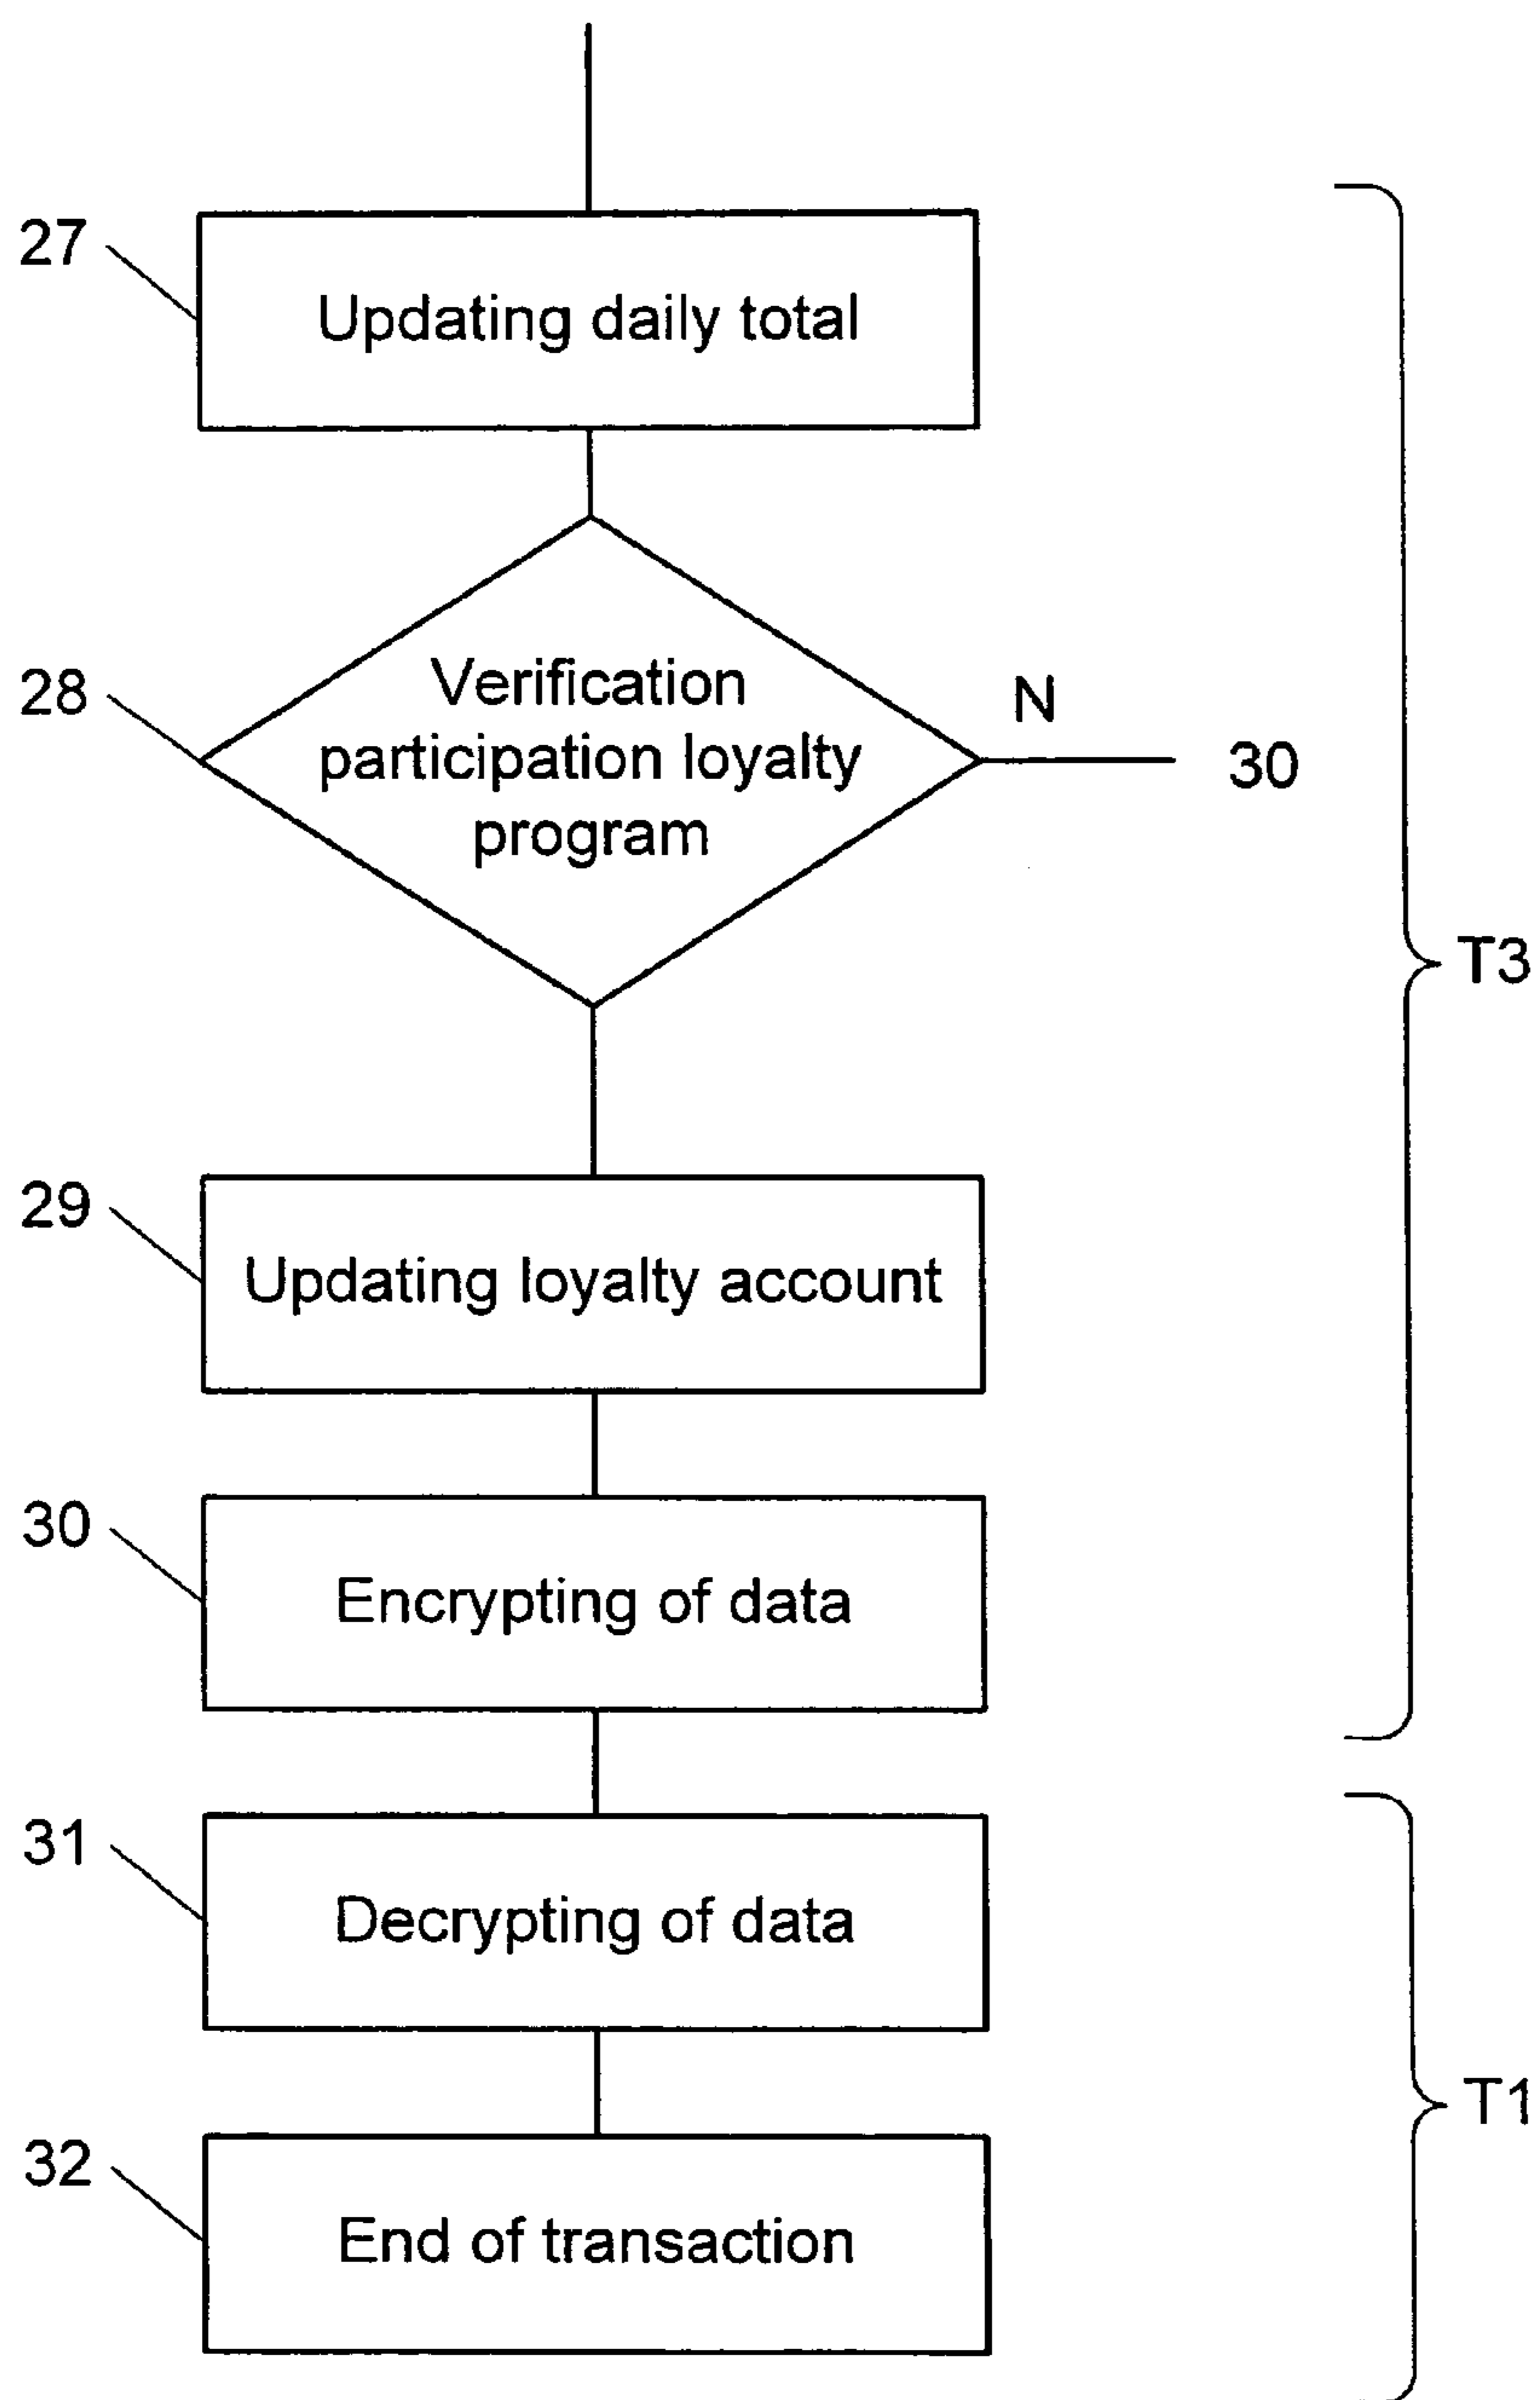 27
Updating daily total
28
Verification
participation loyalty
program
N
30
T3
29
Updating loyalty account
30
Encrypting of data
31
Decrypting of data
T1
32
End of transaction